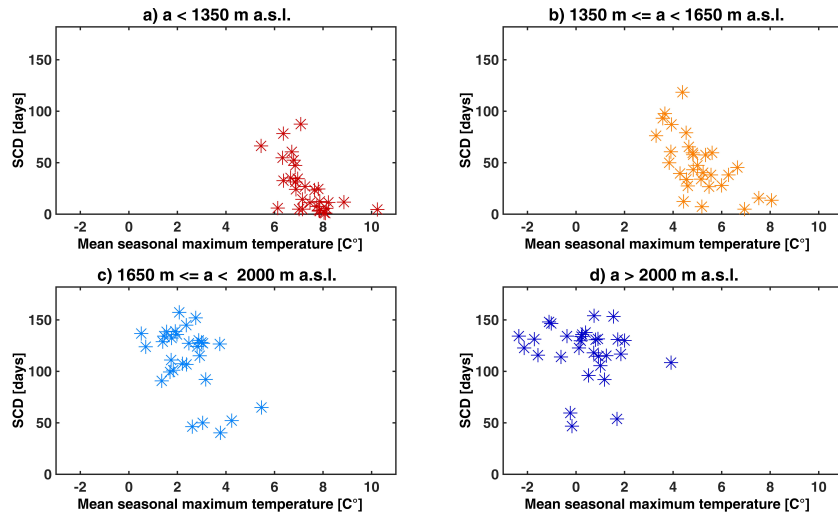 a) a < 1350 m a.s.l.
150
100
50
0
SCD [days]
-2 0 2 4 6 8 10
Mean seasonal maximum temperature [C°]
b) 1350 m <= a < 1650 m a.s.l.
150
100
50
0
SCD [days]
-2 0 2 4 6 8 10
Mean seasonal maximum temperature [C°]
c) 1650 m <= a < 2000 m a.s.l.
150
100
50
0
SCD [days]
-2 0 2 4 6 8 10
Mean seasonal maximum temperature [C°]
d) a > 2000 m a.s.l.
150
100
50
0
SCD [days]
-2 0 2 4 6 8 10
Mean seasonal maximum temperature [C°]